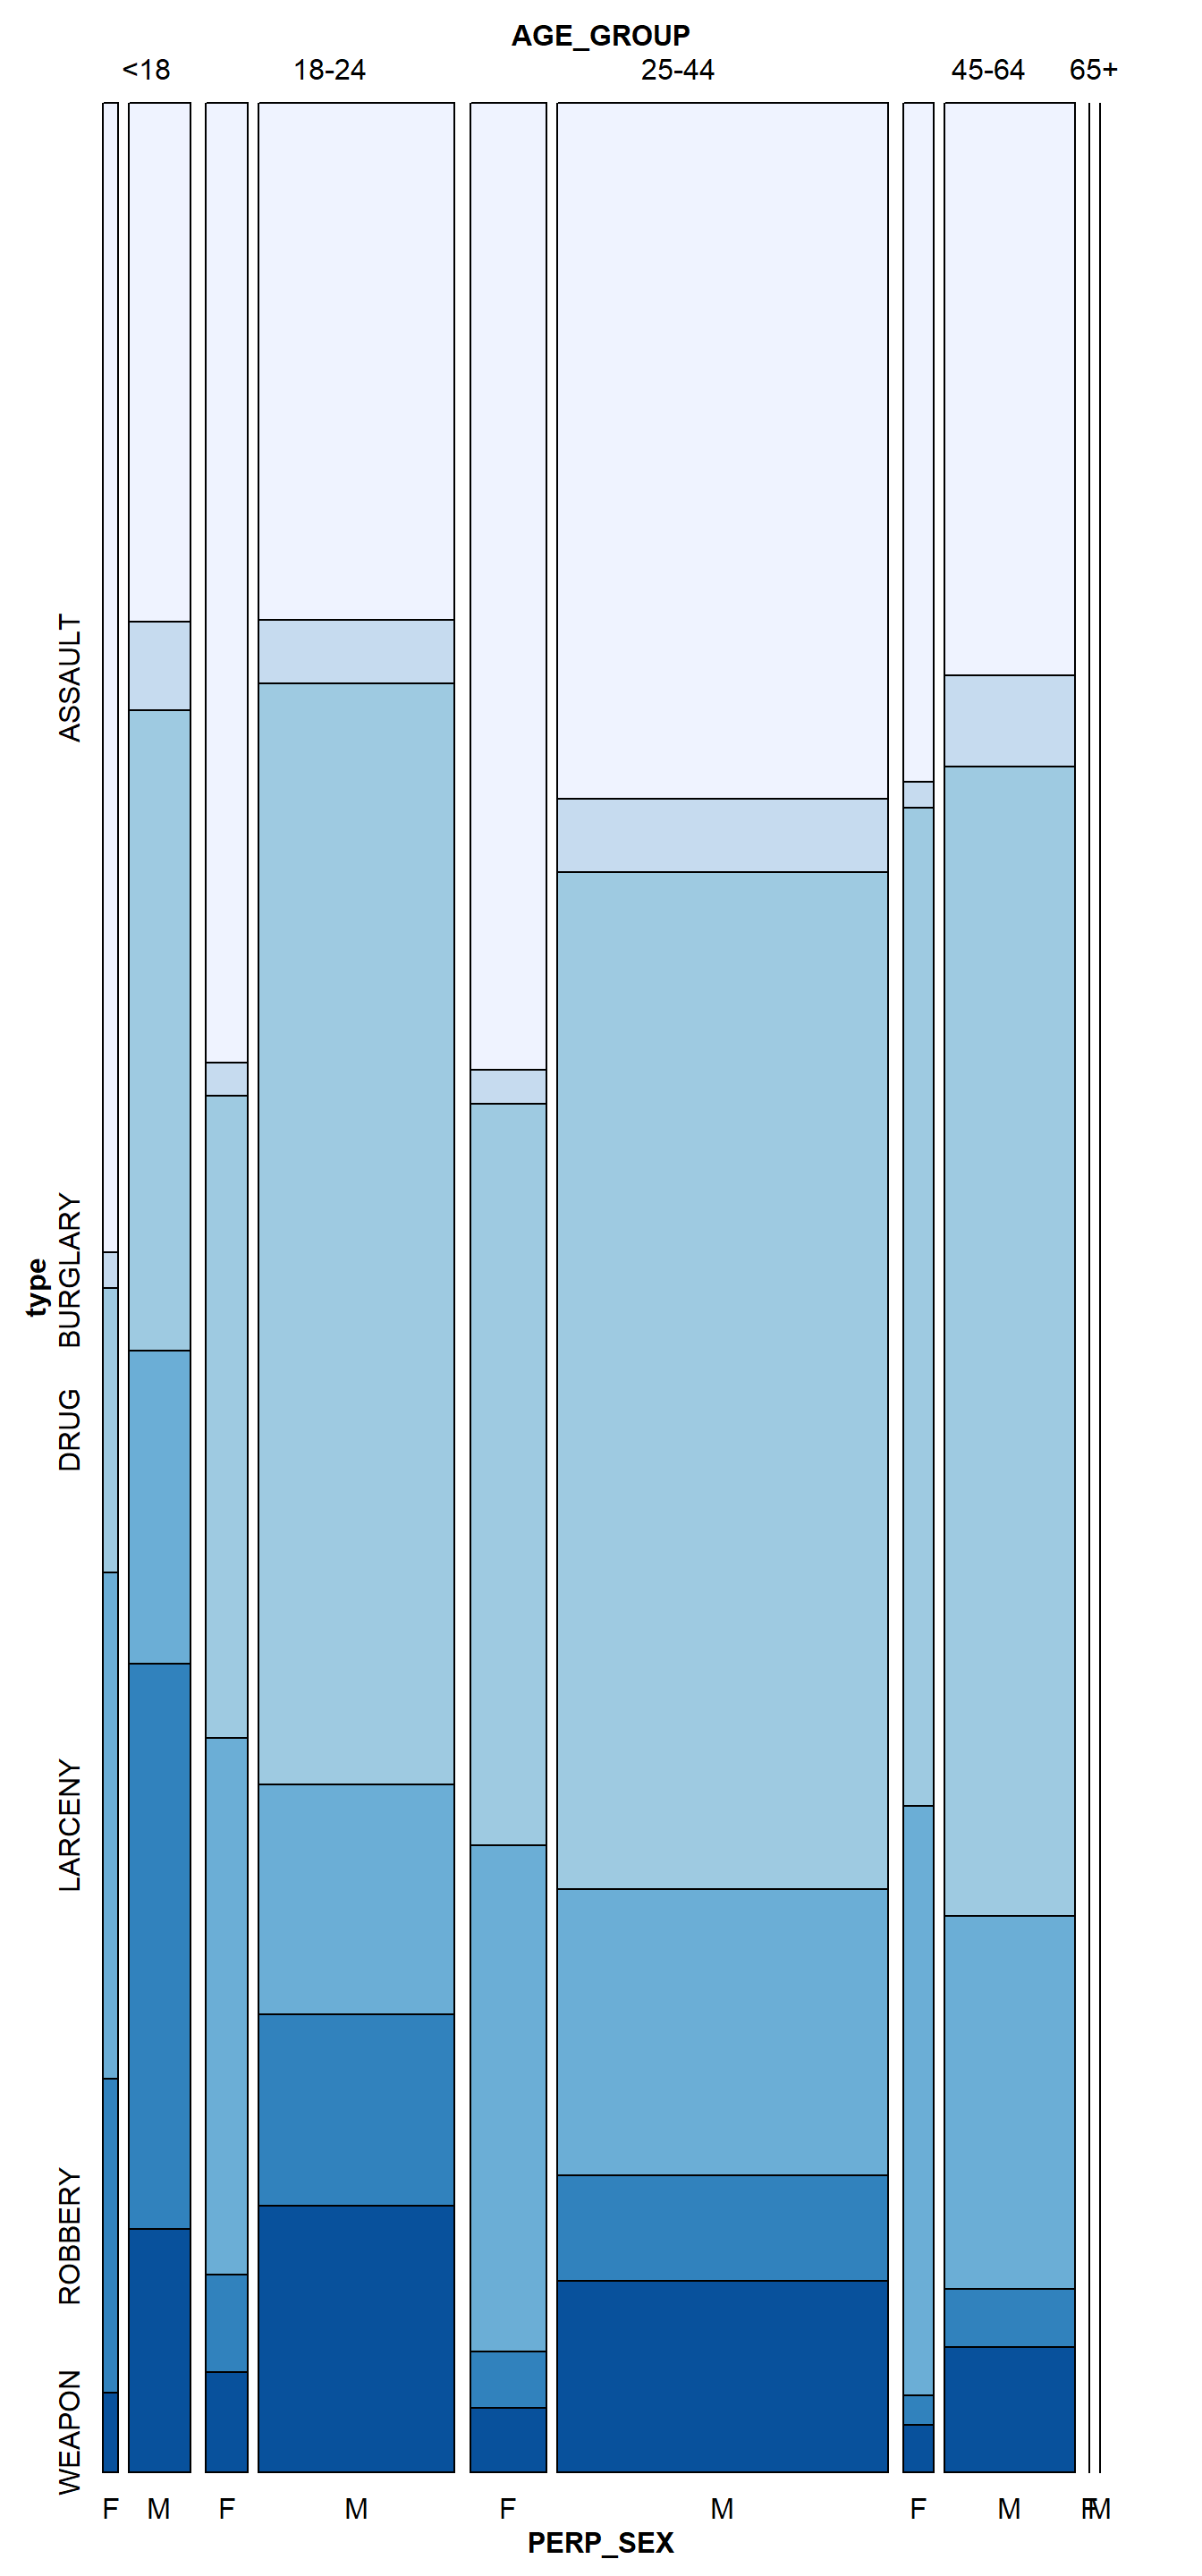 AGE_GROUP
<18 18-24 25-44 45-64 65+
type
ASSAULT
BURGLARY
DRUG
LARCENY
ROBBERY
WEAPON
F M F M F M F M F M
PERP_SEX